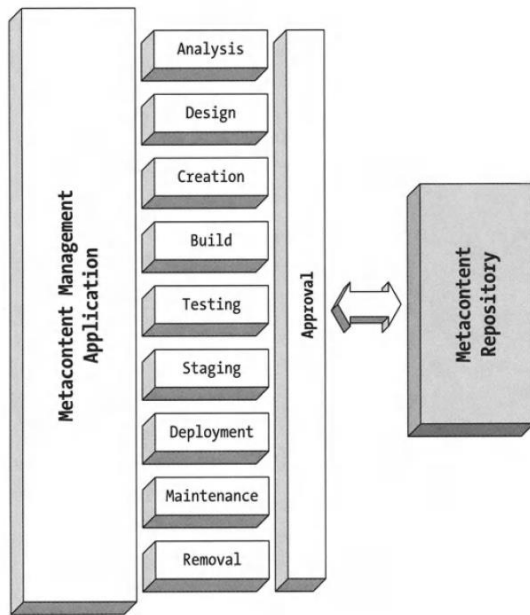 Metacontent Management
Application
Analysis
Design
Creation
Build
Testing
Staging
Deployment
Maintenance
Removal
Approval
Metacontent
Repository